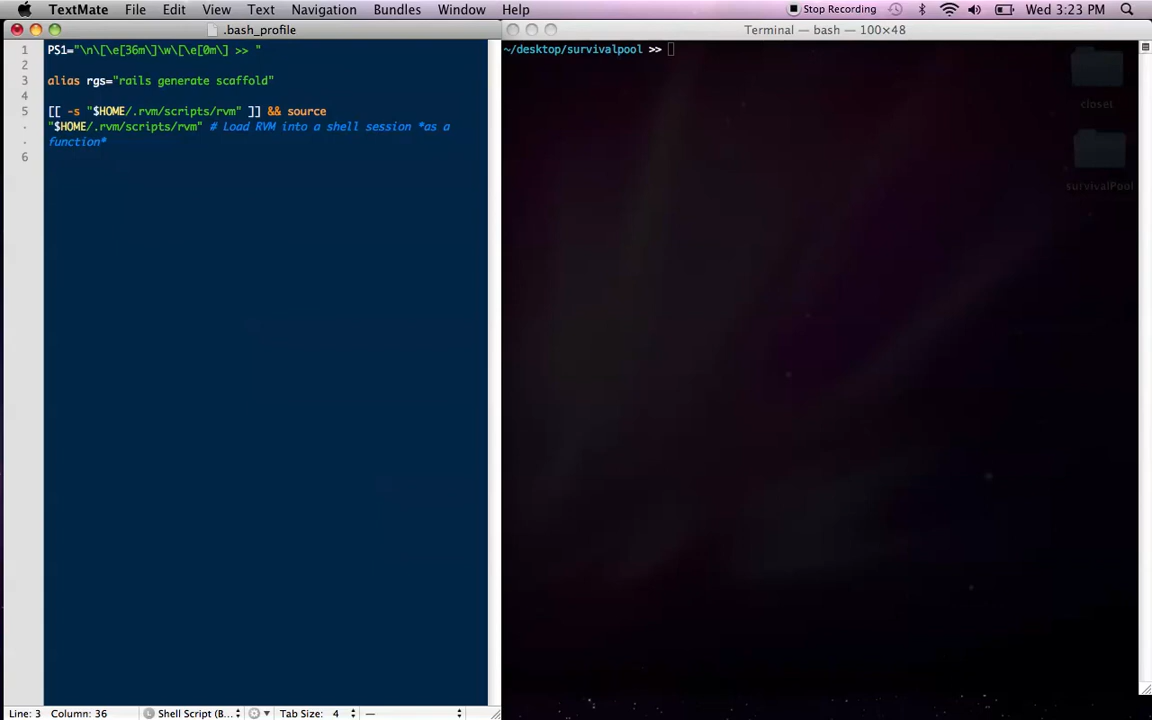 TextMate File Edit View Text Navigation Bundles Window Help Stop Recording Wed 3:23 PM
.bash_profile
Terminal — bash — 100×48
1 PS1="\n\[\e[36m\]\w\[\e[0m\] >> "
2
3 alias rgs="rails generate scaffold"
4
5 [[ -s "$HOME/.rvm/scripts/rvm" ]] && source
"$HOME/.rvm/scripts/rvm" # Load RVM into a shell session *as a
function*
6
~/desktop/survivalpool >>
closet
survivalPool
Line: 3 Column: 36 Shell Script (B... Tab Size: 4 —